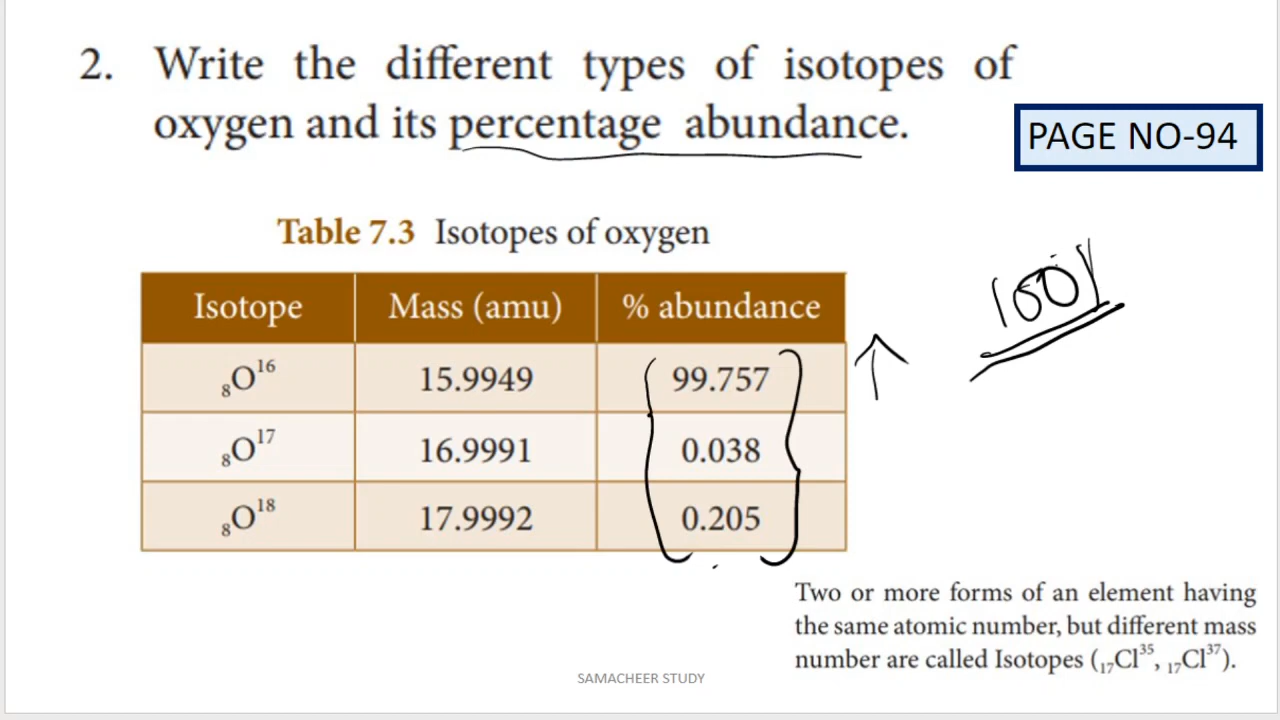 2. Write the different types of isotopes of
oxygen and its percentage abundance.
PAGE NO-94
Table 7.3 Isotopes of oxygen
Isotope Mass (amu) % abundance
₈O¹⁶ 15.9949 99.757
₈O¹⁷ 16.9991 0.038
₈O¹⁸ 17.9992 0.205
Two or more forms of an element having
the same atomic number, but different mass
number are called Isotopes (₁₇Cl³⁵, ₁₇Cl³⁷).
SAMACHEER STUDY